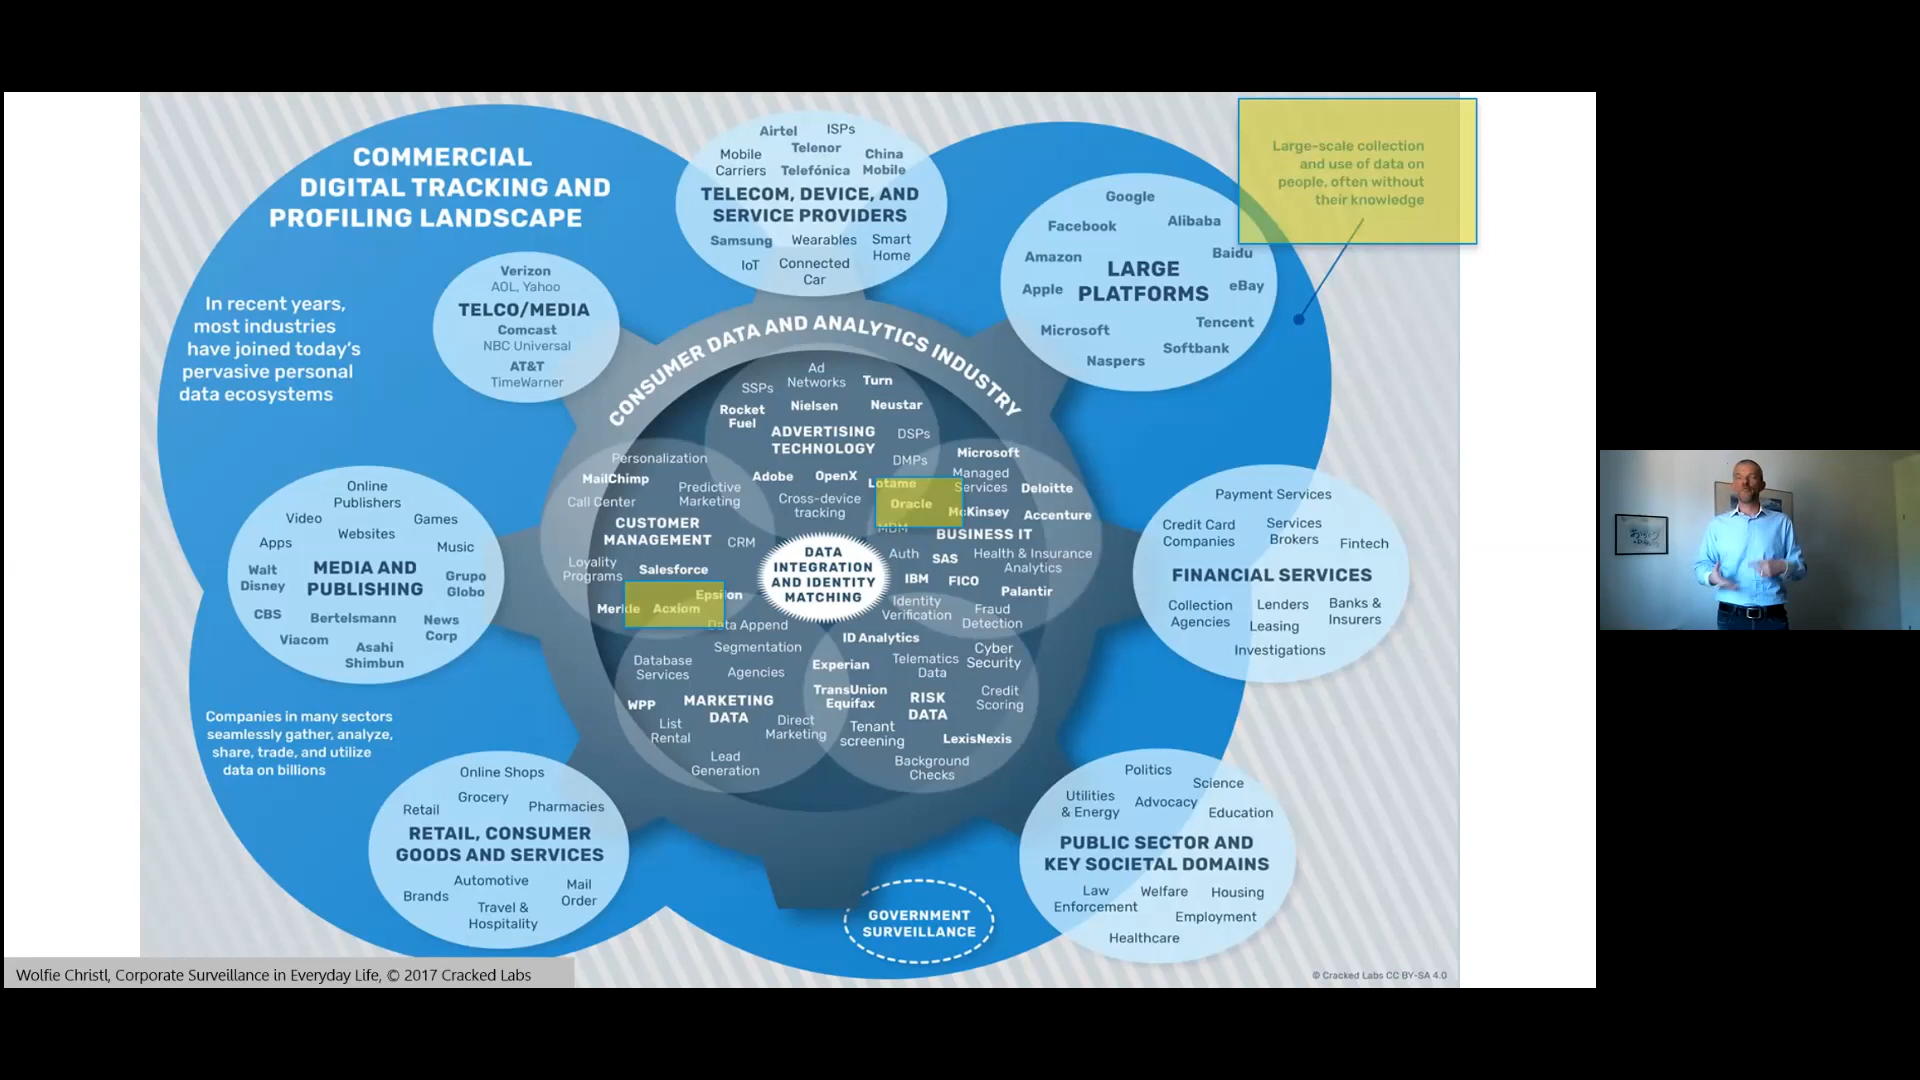 COMMERCIAL
DIGITAL TRACKING AND
PROFILING LANDSCAPE
In recent years,
most industries
have joined today's
pervasive personal
data ecosystems
Companies in many sectors
seamlessly gather, analyze,
share, trade, and utilize
data on billions
Large-scale collection
and use of data on
people, often without
their knowledge
Airtel
ISPs
Telenor
Mobile
Carriers
Telefónica
China
Mobile
TELECOM, DEVICE, AND
SERVICE PROVIDERS
Samsung
Wearables
Smart
Home
IoT
Connected
Car
Verizon
AOL, Yahoo
TELCO/MEDIA
Comcast
NBC Universal
AT&T
TimeWarner
Google
Facebook
Alibaba
Amazon
Baidu
LARGE
PLATFORMS
Apple
eBay
Microsoft
Tencent
Softbank
Naspers
CONSUMER DATA AND ANALYTICS INDUSTRY
Ad
Networks
SSPs
Turn
Rocket
Fuel
Nielsen
Neustar
ADVERTISING
TECHNOLOGY
DSPs
DMPs
Adobe
OpenX
Lotame
Cross-device
tracking
Oracle
MDM
Personalization
MailChimp
Predictive
Marketing
Call Center
CUSTOMER
MANAGEMENT
CRM
Loyality
Programs
Salesforce
Epsilon
Merkle
Acxiom
Microsoft
Managed
Services
Deloitte
McKinsey
Accenture
BUSINESS IT
Auth
SAS
Health & Insurance
Analytics
IBM
FICO
Palantir
Identity
Verification
Fraud
Detection
DATA
INTEGRATION
AND IDENTITY
MATCHING
Data Append
Segmentation
Database
Services
Agencies
WPP
MARKETING
DATA
List
Rental
Direct
Marketing
Lead
Generation
ID Analytics
Experian
Telematics
Data
Cyber
Security
TransUnion
Equifax
RISK
DATA
Credit
Scoring
Tenant
screening
LexisNexis
Background
Checks
Online
Publishers
Video
Games
Websites
Apps
Music
Walt
Disney
MEDIA AND
PUBLISHING
Grupo
Globo
CBS
Bertelsmann
News
Corp
Viacom
Asahi
Shimbun
Payment Services
Credit Card
Companies
Services
Brokers
Fintech
FINANCIAL SERVICES
Collection
Agencies
Lenders
Banks &
Insurers
Leasing
Investigations
Online Shops
Grocery
Retail
Pharmacies
RETAIL, CONSUMER
GOODS AND SERVICES
Automotive
Brands
Mail
Order
Travel &
Hospitality
Politics
Science
Utilities
& Energy
Advocacy
Education
PUBLIC SECTOR AND
KEY SOCIETAL DOMAINS
Law
Enforcement
Welfare
Housing
Employment
Healthcare
GOVERNMENT
SURVEILLANCE
Wolfie Christl, Corporate Surveillance in Everyday Life, © 2017 Cracked Labs
© Cracked Labs CC BY-SA 4.0